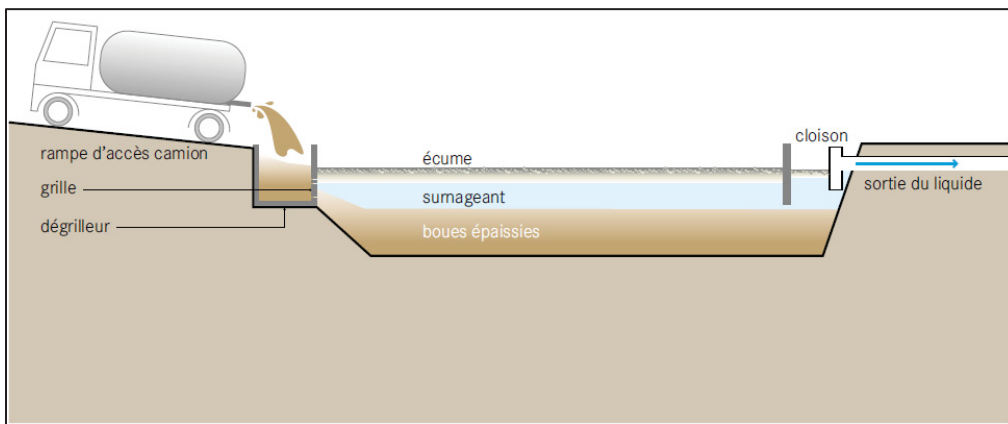 rampe d'accès camion
grille
dégrilleur
écume
surnageant
boues épaissies
cloison
sortie du liquide